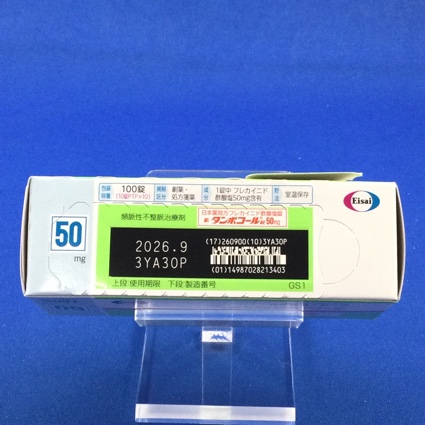 包装容量 100錠 (10錠PTP×10) 規制区分 劇薬・処方箋薬 成分 1錠中 フレカイニド酢酸塩50mg含有 貯法 室温保存
Eisai
頻脈性不整脈治療剤
日本薬局方 フレカイニド酢酸塩錠
タンボコール錠50mg
50
mg
2026.9
3YA30P
(17)260900(10)3YA30P
(01)14987028213403
上段 使用期限 下段 製造番号
GS1